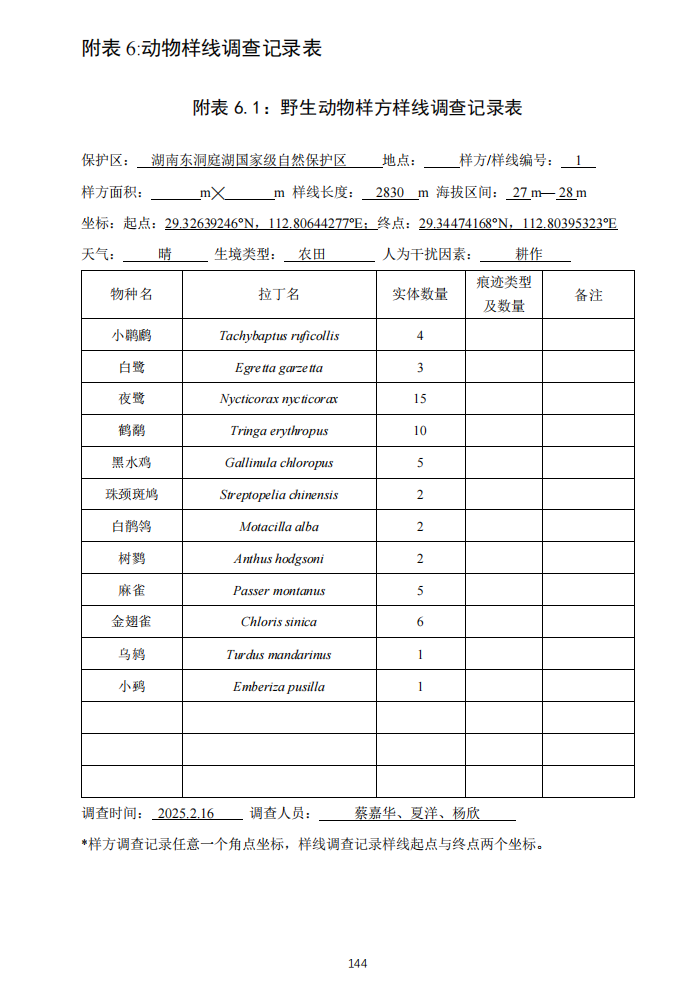 附表 6:动物样线调查记录表
附表 6.1：野生动物样方样线调查记录表
保护区： 湖南东洞庭湖国家级自然保护区 地点： 样方/样线编号： 1
样方面积： m╳ m 样线长度： 2830 m 海拔区间： 27 m— 28 m
坐标：起点：29.32639246°N，112.80644277°E；终点：29.34474168°N，112.80395323°E
天气： 晴 生境类型： 农田 人为干扰因素： 耕作
物种名 拉丁名 实体数量 痕迹类型及数量 备注
小鸊鷉 Tachybaptus ruficollis 4
白鹭 Egretta garzetta 3
夜鹭 Nycticorax nycticorax 15
鹤鹬 Tringa erythropus 10
黑水鸡 Gallinula chloropus 5
珠颈斑鸠 Streptopelia chinensis 2
白鹡鸰 Motacilla alba 2
树鹨 Anthus hodgsoni 2
麻雀 Passer montanus 5
金翅雀 Chloris sinica 6
乌鸫 Turdus mandarinus 1
小鹀 Emberiza pusilla 1
调查时间： 2025.2.16 调查人员： 蔡嘉华、夏洋、杨欣
*样方调查记录任意一个角点坐标，样线调查记录样线起点与终点两个坐标。
144